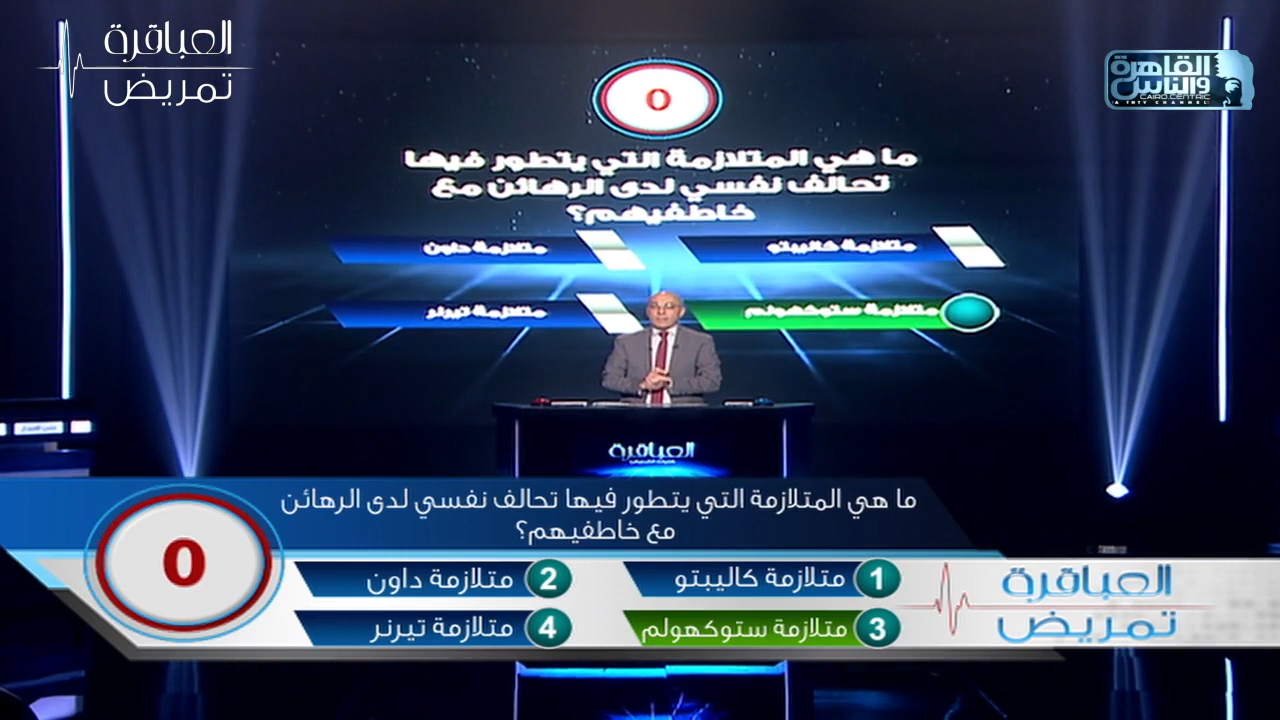 العباقرة
تمريض
القاهرة
والناس
CAIRO.CENTRIC
A TNTV CHANNEL
0
ما هي المتلازمة التي يتطور فيها
تحالف نفسي لدى الرهائن مع
خاطفيهم؟
متلازمة كاليبتو
متلازمة داون
متلازمة ستوكهولم
متلازمة تيرنر
العباقرة
ما هي المتلازمة التي يتطور فيها تحالف نفسي لدى الرهائن
مع خاطفيهم؟
0
1 متلازمة كاليبتو
2 متلازمة داون
3 متلازمة ستوكهولم
4 متلازمة تيرنر
العباقرة
تمريض